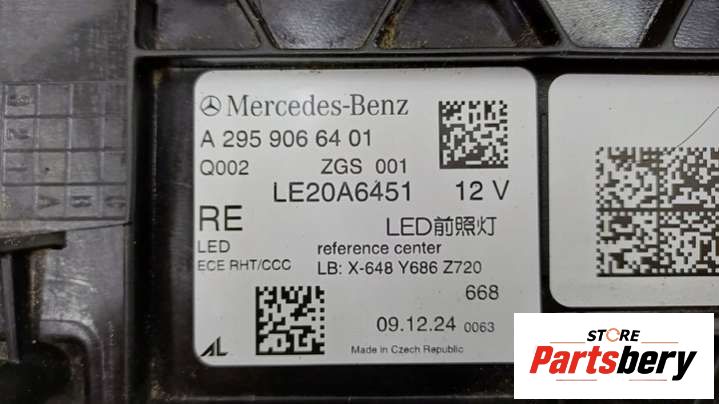 Mercedes-Benz
A 295 906 64 01
Q002 ZGS 001
LE20A6451 12 V
RE LED前照灯
LED reference center
ECE RHT/CCC LB: X-648 Y686 Z720
668
09.12.24 0063
AL Made in Czech Republic
STORE
Partsbery